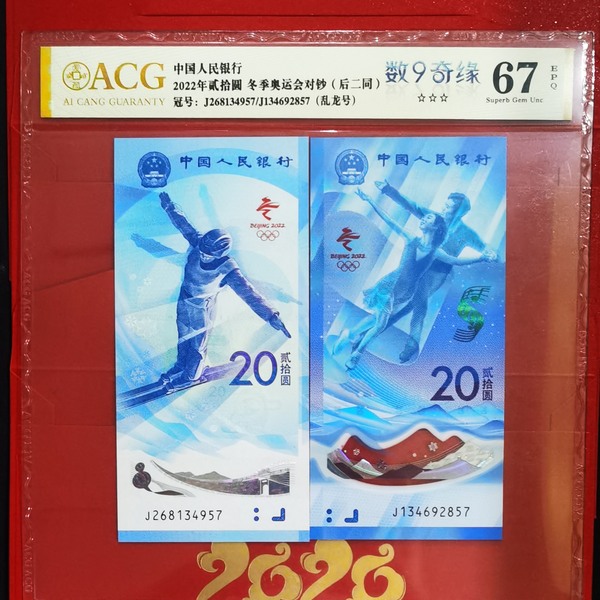 ACG
AI CANG GUARANTY
中国人民银行
2022年贰拾圆 冬季奥运会对钞（后二同）
冠号：J268134957/J134692857（乱龙号）
数9奇缘
☆☆☆
67
EPQ
Superb Gem Unc
中国人民银行
BEIJING 2022
20
贰拾圆
J268134957
中国人民银行
BEIJING 2022
20
贰拾圆
J134692857
2026